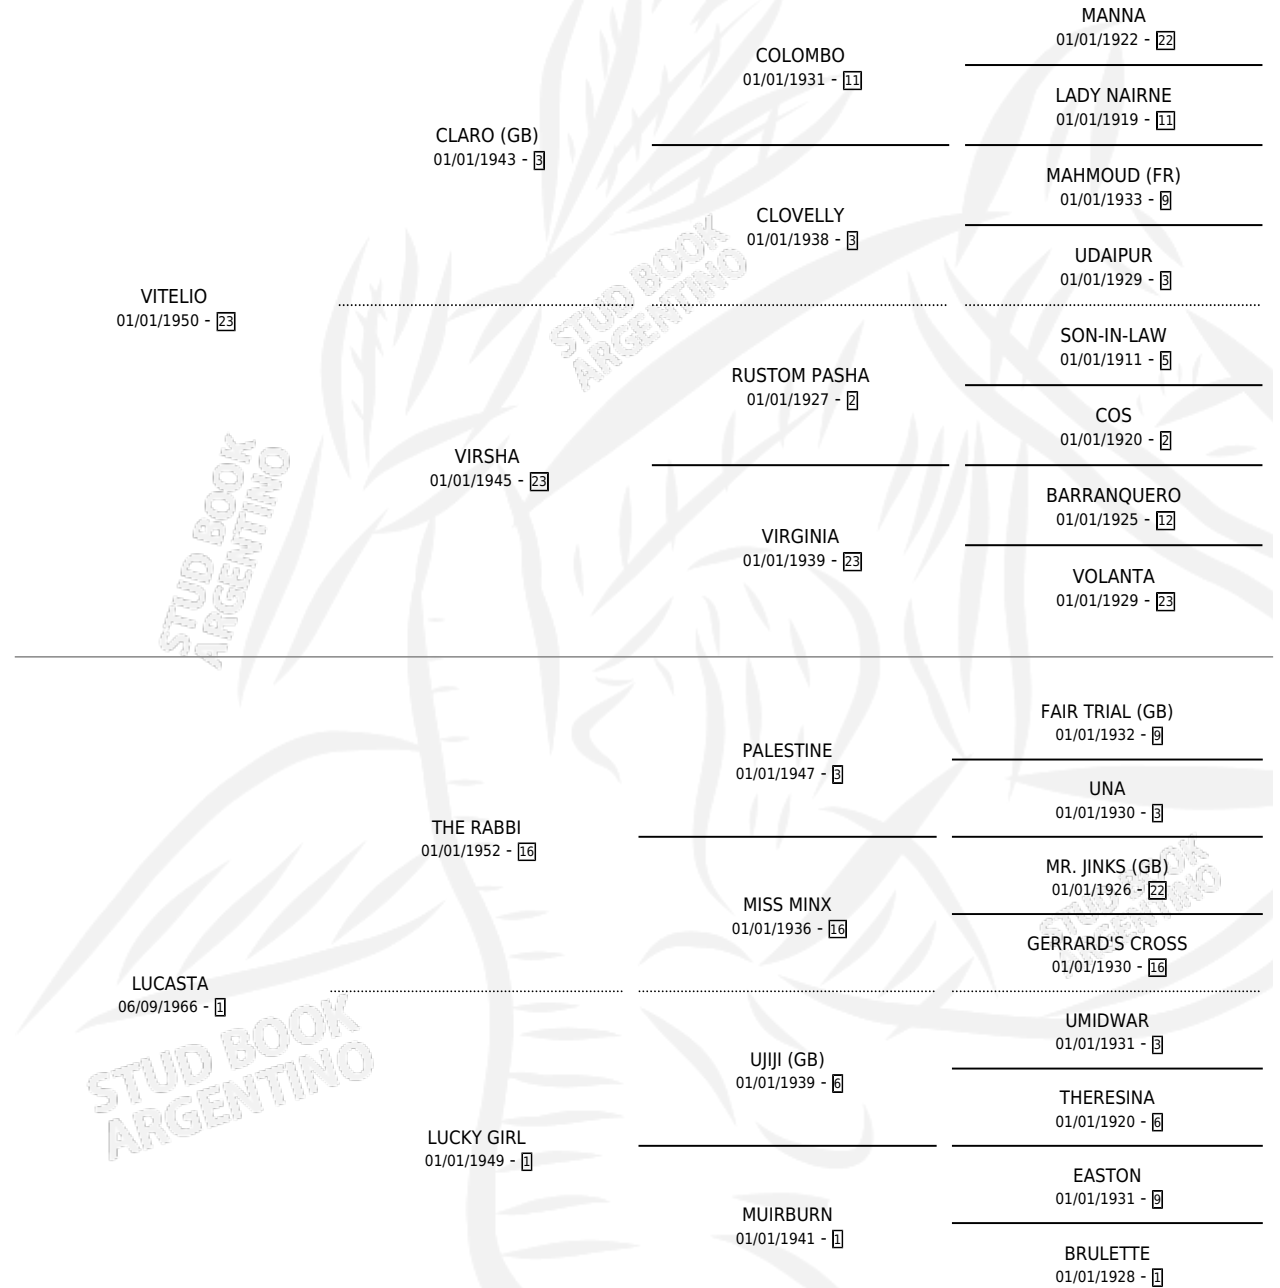 MANNA
01/01/1922 - 22
COLOMBO
01/01/1931 - 11
LADY NAIRNE
01/01/1919 - 11
CLARO (GB)
01/01/1943 - 3
MAHMOUD (FR)
01/01/1933 - 9
CLOVELLY
01/01/1938 - 3
UDAIPUR
01/01/1929 - 3
VITELIO
01/01/1950 - 23
STUD BOOK
ARGENTINO
SON-IN-LAW
01/01/1911 - 5
RUSTOM PASHA
01/01/1927 - 2
COS
01/01/1920 - 2
VIRSHA
01/01/1945 - 23
BARRANQUERO
01/01/1925 - 12
VIRGINIA
01/01/1939 - 23
VOLANTA
01/01/1929 - 23
STUD BOOK
ARGENTINO
FAIR TRIAL (GB)
01/01/1932 - 9
PALESTINE
01/01/1947 - 3
UNA
01/01/1930 - 3
THE RABBI
01/01/1952 - 16
MR. JINKS (GB)
01/01/1926 - 22
MISS MINX
01/01/1936 - 16
GERRARD'S CROSS
01/01/1930 - 16
STUD BOOK
ARGENTINO
LUCASTA
06/09/1966 - 1
UMIDWAR
01/01/1931 - 3
UJIJI (GB)
01/01/1939 - 6
THERESINA
01/01/1920 - 6
STUD BOOK
ARGENTINO
LUCKY GIRL
01/01/1949 - 1
EASTON
01/01/1931 - 9
MUIRBURN
01/01/1941 - 1
BRULETTE
01/01/1928 - 1